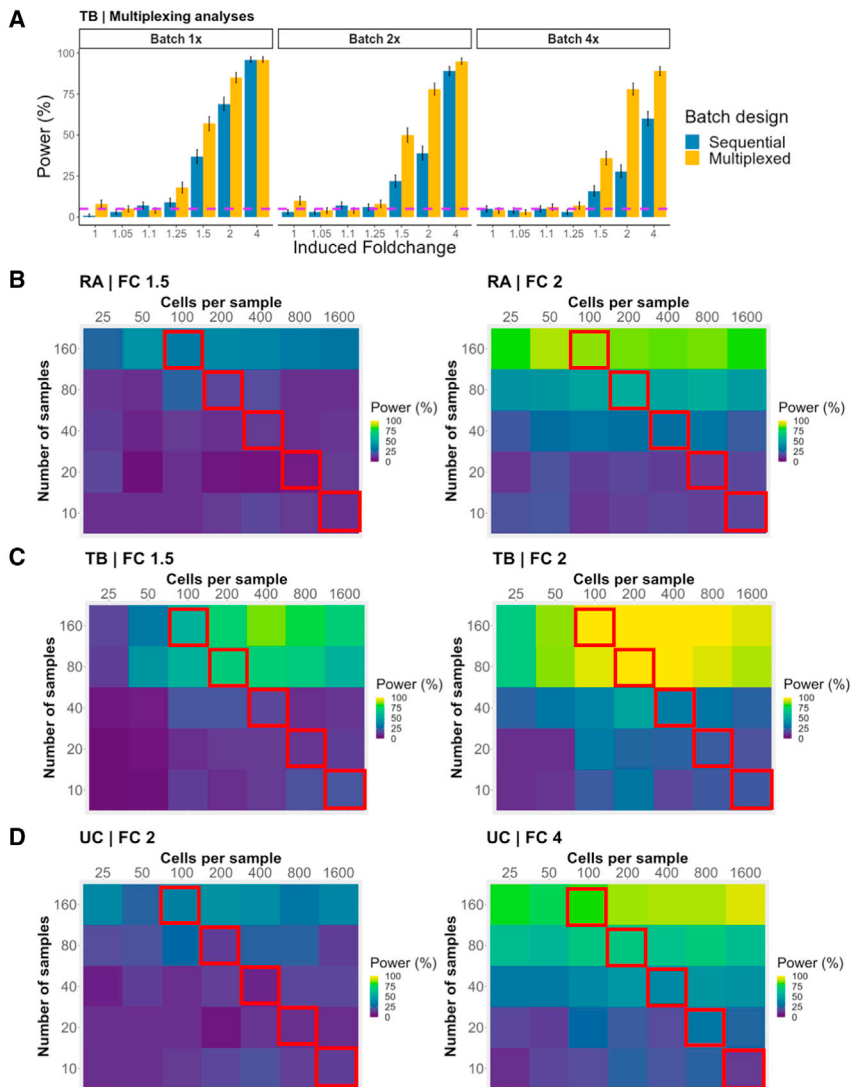 A
TB | Multiplexing analyses
Batch 1x Batch 2x Batch 4x
Power (%)
100
75
50
25
0
1 1.05 1.1 1.25 1.5 2 4 1 1.05 1.1 1.25 1.5 2 4 1 1.05 1.1 1.25 1.5 2 4
Induced Foldchange
Batch design
Sequential
Multiplexed
B
RA | FC 1.5
Cells per sample
25 50 100 200 400 800 1600
Number of samples
160
80
40
20
10
Power (%)
100
75
50
25
0
RA | FC 2
Cells per sample
25 50 100 200 400 800 1600
Number of samples
160
80
40
20
10
Power (%)
100
75
50
25
0
C
TB | FC 1.5
Cells per sample
25 50 100 200 400 800 1600
Number of samples
160
80
40
20
10
Power (%)
100
75
50
25
0
TB | FC 2
Cells per sample
25 50 100 200 400 800 1600
Number of samples
160
80
40
20
10
Power (%)
100
75
50
25
0
D
UC | FC 2
Cells per sample
25 50 100 200 400 800 1600
Number of samples
160
80
40
20
10
Power (%)
100
75
50
25
0
UC | FC 4
Cells per sample
25 50 100 200 400 800 1600
Number of samples
160
80
40
20
10
Power (%)
100
75
50
25
0